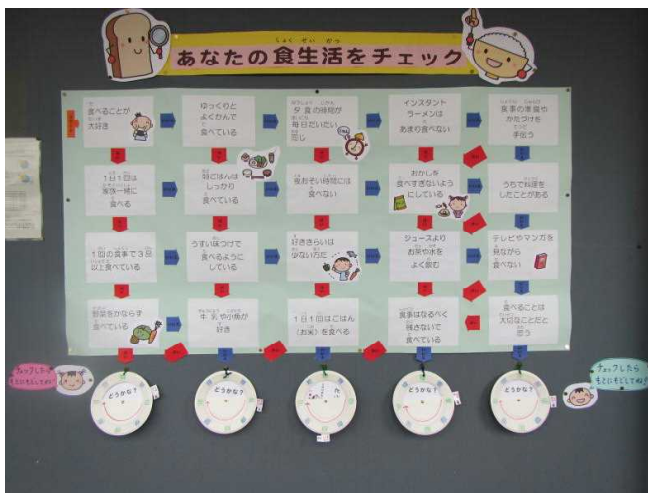 あなたの食生活をチェック
食べることが
大好き
ゆっくりと
よくかんで
食べている
夕食の時間が
毎日だいたい
同じ
インスタント
ラーメンは
あまり食べない
食事の準備や
かたづけを
手伝う
1日1回は
家族一緒に
食べる
朝ごはんは
しっかり
食べている
夜おそい時間には
食べない
おかしを
食べすぎないよう
にしている
うちで料理を
したことがある
1回の食事で3品
以上食べている
うすい味つけで
食べるように
している
好ききらいは
少ない方だ
ジュースより
お茶や水を
よく飲む
テレビやマンガを
見ながら
食べない
野菜をかならず
食べている
牛乳や小魚が
好き
1日1回はごはん
(お米)を食べる
食事はなるべく
残さないで
食べている
食べることは
大切なことだと
思う
チェックしたら
もとにもどしてね!
どうかな?
どうかな?
どうかな?
どうかな?
チェックしたら
もとにもどしてね!